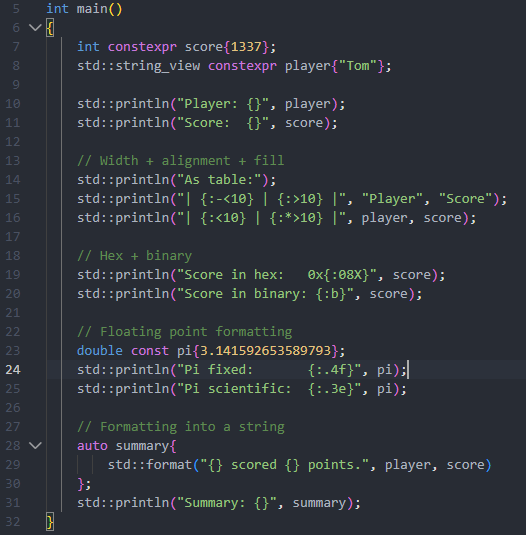 5 int main()
6 {
7     int constexpr score{1337};
8     std::string_view constexpr player{"Tom"};
9
10     std::println("Player: {}", player);
11     std::println("Score:  {}", score);
12
13     // Width + alignment + fill
14     std::println("As table:");
15     std::println("| {:-<10} | {:>10} |", "Player", "Score");
16     std::println("| {:<10} | {:*>10} |", player, score);
17
18     // Hex + binary
19     std::println("Score in hex:   0x{:08X}", score);
20     std::println("Score in binary: {:b}", score);
21
22     // Floating point formatting
23     double const pi{3.141592653589793};
24     std::println("Pi fixed:       {:.4f}", pi);
25     std::println("Pi scientific:  {:.3e}", pi);
26
27     // Formatting into a string
28     auto summary{
29         std::format("{} scored {} points.", player, score)
30     };
31     std::println("Summary: {}", summary);
32 }